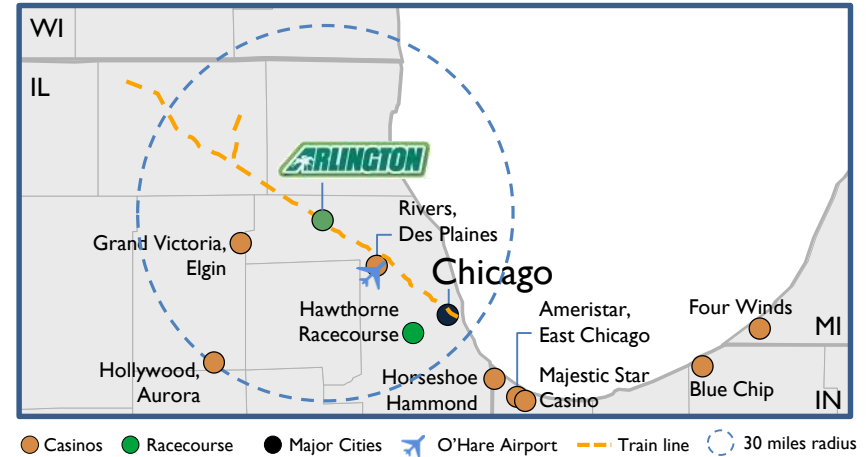 WI
IL
ARLINGTON
Rivers,
Des Plaines
Grand Victoria,
Elgin
Chicago
Hawthorne
Racecourse
Ameristar,
East Chicago
Four Winds
MI
Hollywood,
Aurora
Horseshoe
Hammond
Majestic Star
Casino
Blue Chip
IN
Casinos
Racecourse
Major Cities
O'Hare Airport
Train line
30 miles radius